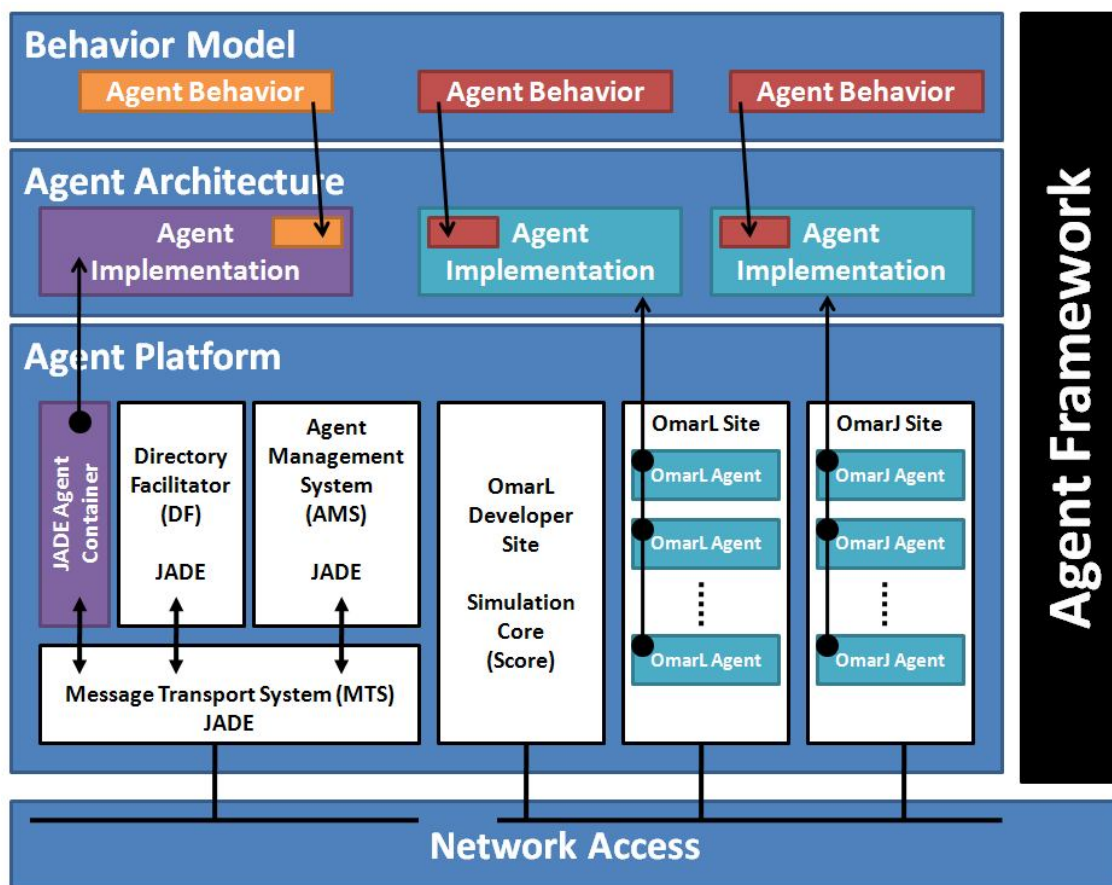 Behavior Model
Agent Behavior
Agent Behavior
Agent Behavior
Agent Architecture
Agent
Implementation
Agent
Implementation
Agent
Implementation
Agent Platform
JADE Agent
Container
Directory
Facilitator
(DF)
JADE
Agent
Management
System
(AMS)
JADE
Message Transport System (MTS)
JADE
OmarL
Developer
Site
Simulation
Core
(Score)
OmarL Site
OmarL Agent
OmarL Agent
OmarL Agent
OmarJ Site
OmarJ Agent
OmarJ Agent
OmarJ Agent
Agent Framework
Network Access